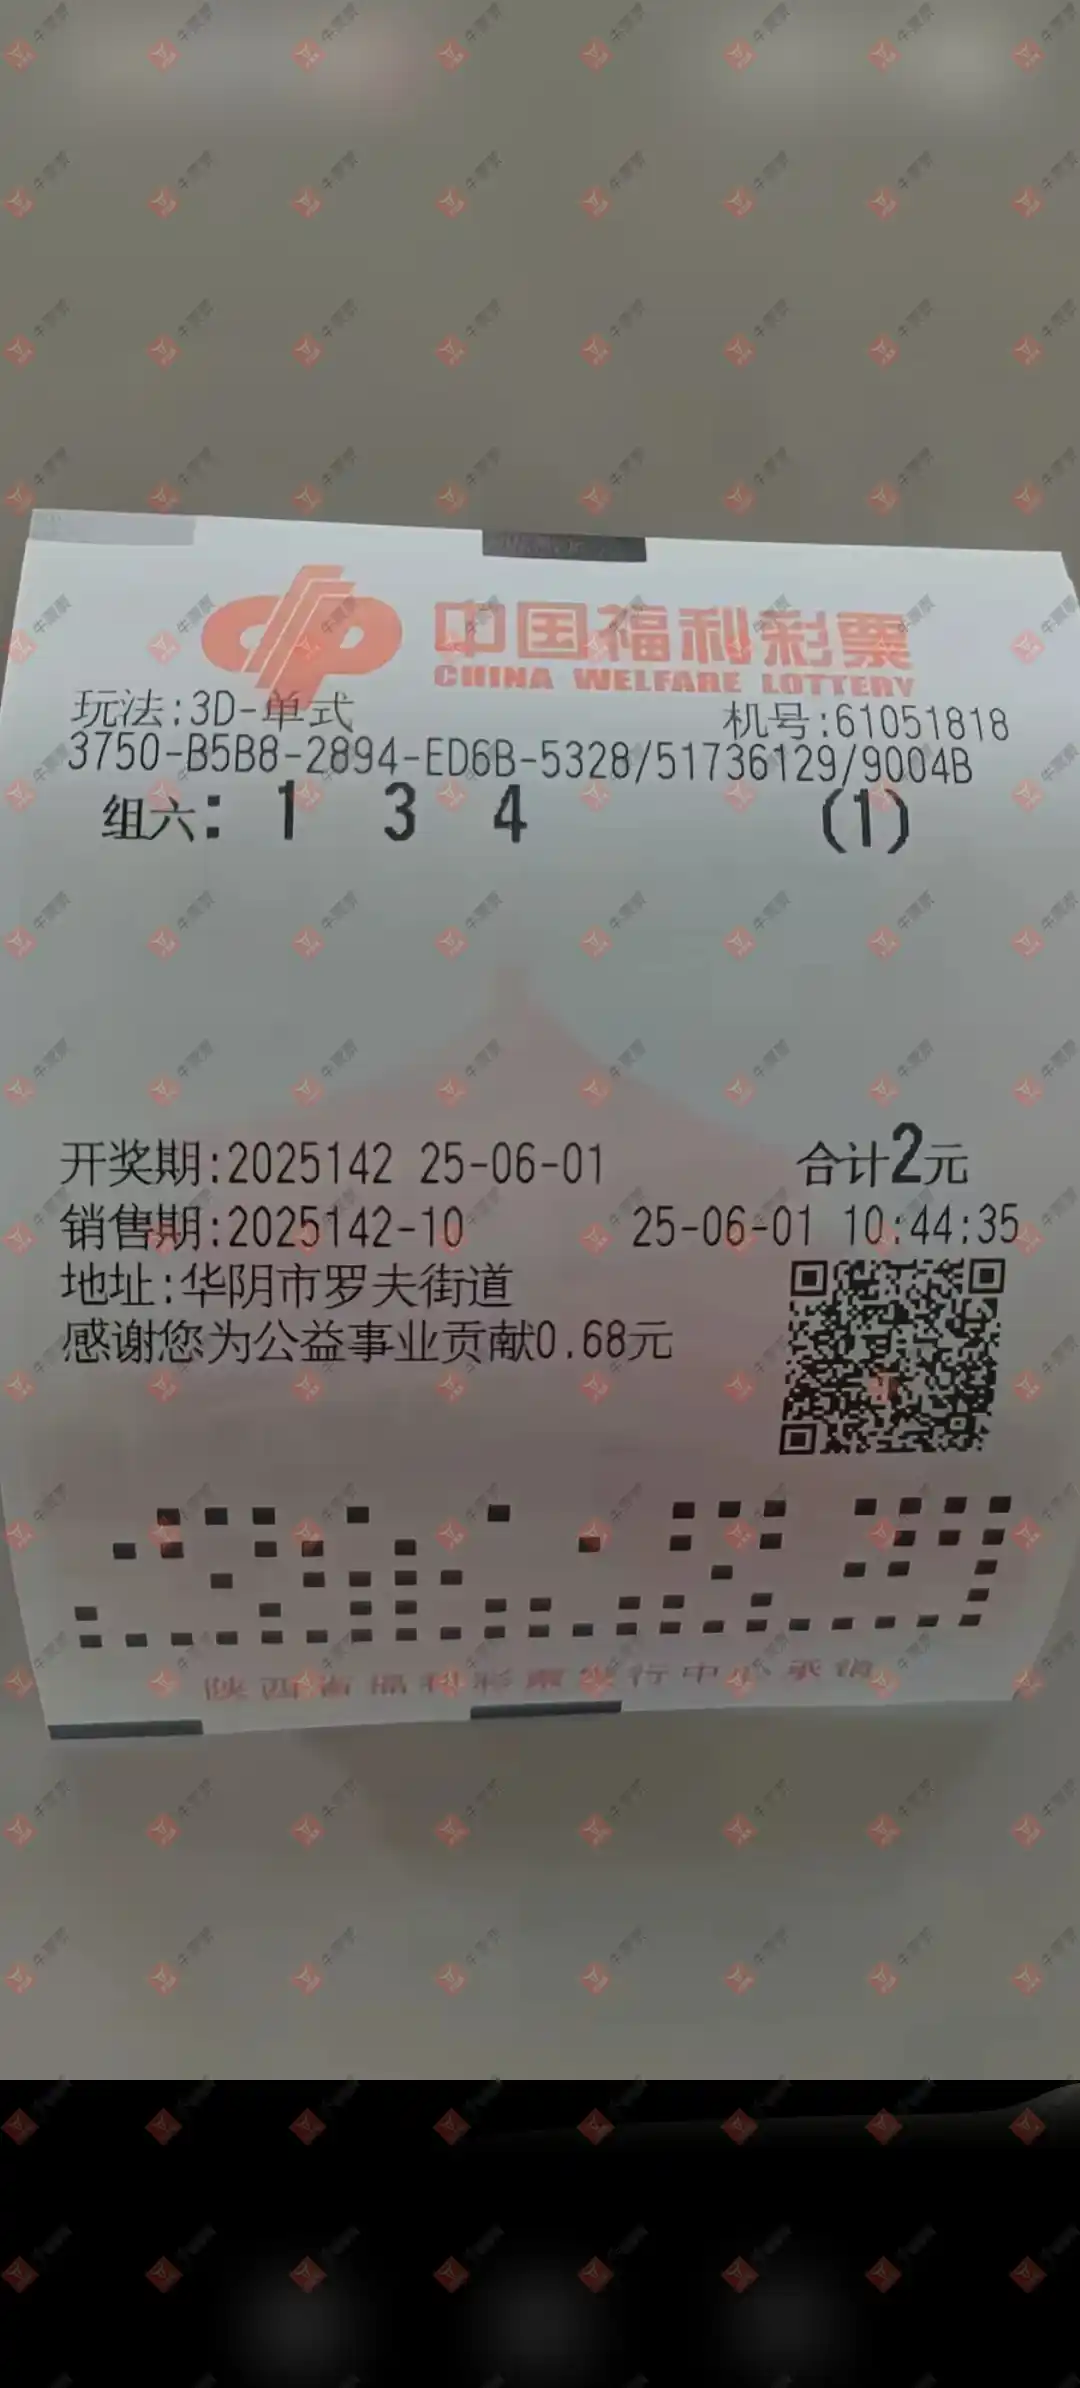 中国福利彩票
CHINA WELFARE LOTTERY
玩法:3D-单式 机号:61051818
3750-B5B8-2894-ED6B-5328/51736129/9004B
组六: 1 3 4 (1)
开奖期:2025142 25-06-01 合计2元
销售期:2025142-10 25-06-01 10:44:35
地址:华阴市罗夫街道
感谢您为公益事业贡献0.68元
陕西省福利彩票发行中心承销